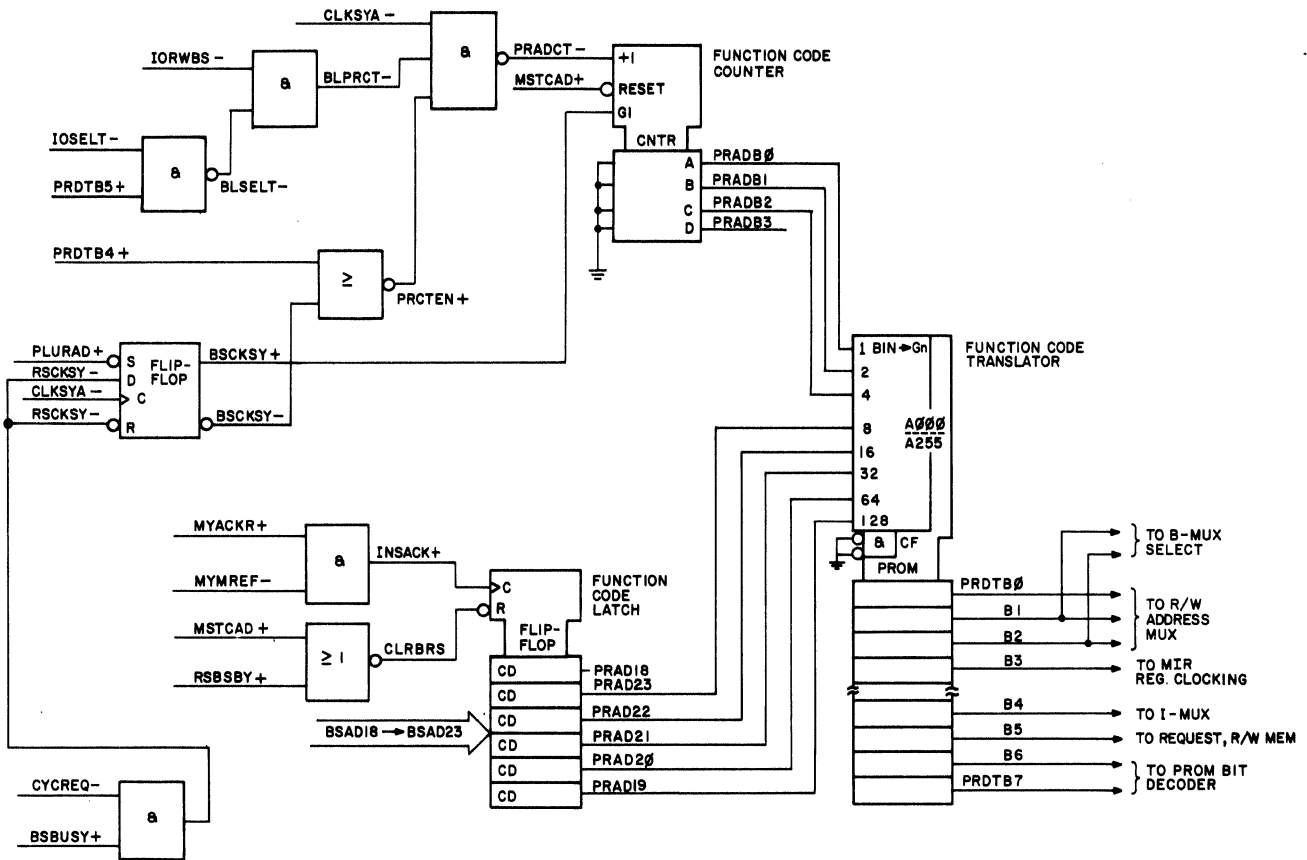 CLKSYA-
&
PRADCT-
IORWBS-
&
BLPRCT-
+1
FUNCTION CODE
COUNTER
MSTCAD+
RESET
G1
IOSELT-
&
PRDTB5+
BLSELT-
CNTR
A
PRADBØ
B
PRADB1
C
PRADB2
D
PRADB3
PRDTB4+
≥
PRCTEN+
PLURAD+
S
FLIP-
FLOP
BSCKSY+
RSCKSY-
D
CLKSYA-
C
RSCKSY-
R
BSCKSY-
1
BIN→Gn
FUNCTION CODE
TRANSLATOR
2
4
8
AØØØ
A255
16
32
64
128
& CF
PROM
MYACKR+
&
INSACK+
MYMREF-
C
R
FUNCTION
CODE
LATCH
MSTCAD+
≥1
CLRBRS
RSBSBY+
FLIP-
FLOP
CD
PRAD18
CD
PRAD23
CD
PRAD22
BSAD18→BSAD23
CD
PRAD21
CD
PRAD2Ø
CD
PRAD19
TO B-MUX
SELECT
PRDTBØ
B1
B2
TO R/W
ADDRESS
MUX
B3
TO MIR
REG. CLOCKING
B4
TO I-MUX
B5
TO REQUEST, R/W MEM
B6
PRDTB7
TO PROM BIT
DECODER
CYCREQ-
&
BSBUSY+